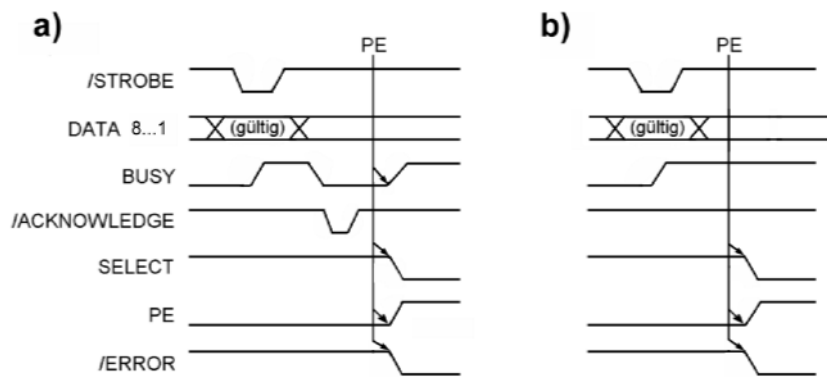 a)
PE
b)
PE
/STROBE
DATA 8...1
(gültig)
(gültig)
BUSY
/ACKNOWLEDGE
SELECT
PE
/ERROR